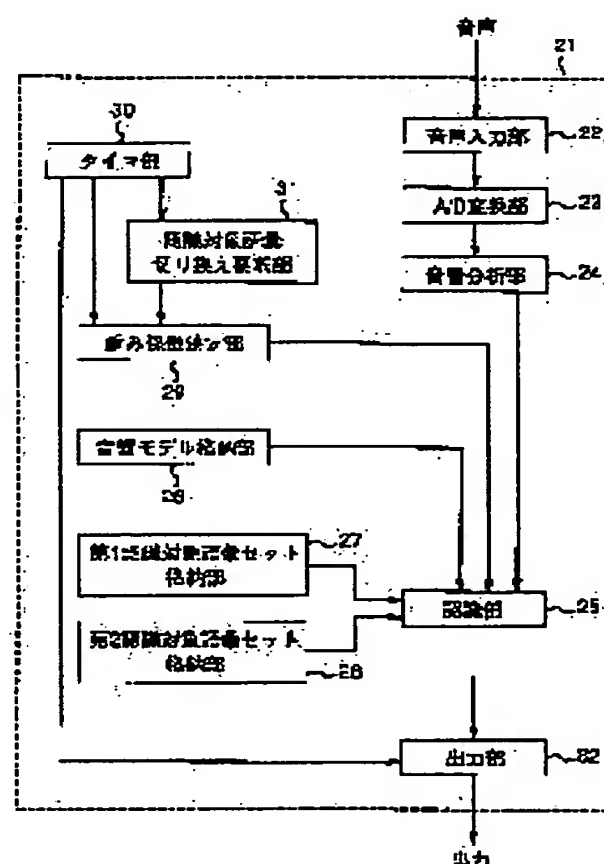 音声
21
30
タイマ部
音声入力部
22
A/D変換部
23
認識対象語彙
切り換え要求部
音響分析部
24
重み係数決定部
29
音響モデル格納部
26
第1認識対象語彙セット
格納部
27
認識部
25
第2認識対象語彙セット
格納部
28
出力部
32
出力